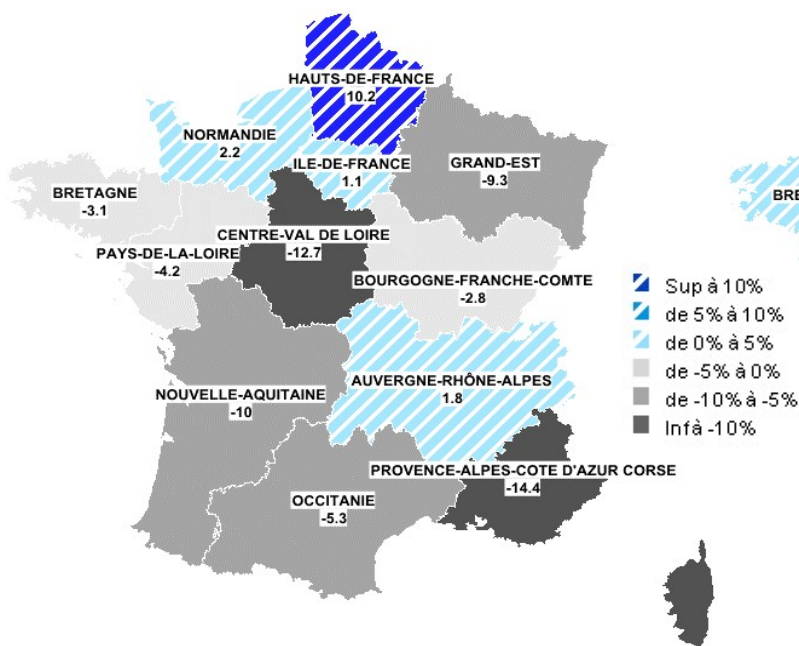 HAUTS-DE-FRANCE
10.2
NORMANDIE
2.2
ILE-DE-FRANCE
1.1
GRAND-EST
-9.3
BRETAGNE
-3.1
BRE
PAYS-DE-LA-LOIRE
-4.2
CENTRE-VAL DE LOIRE
-12.7
BOURGOGNE-FRANCHE-COMTE
-2.8
Sup à 10%
de 5% à 10%
de 0% à 5%
de -5% à 0%
de -10% à -5%
Inf à -10%
NOUVELLE-AQUITAINE
-10
AUVERGNE-RHÔNE-ALPES
1.8
PROVENCE-ALPES-COTE D'AZUR CORSE
-14.4
OCCITANIE
-5.3